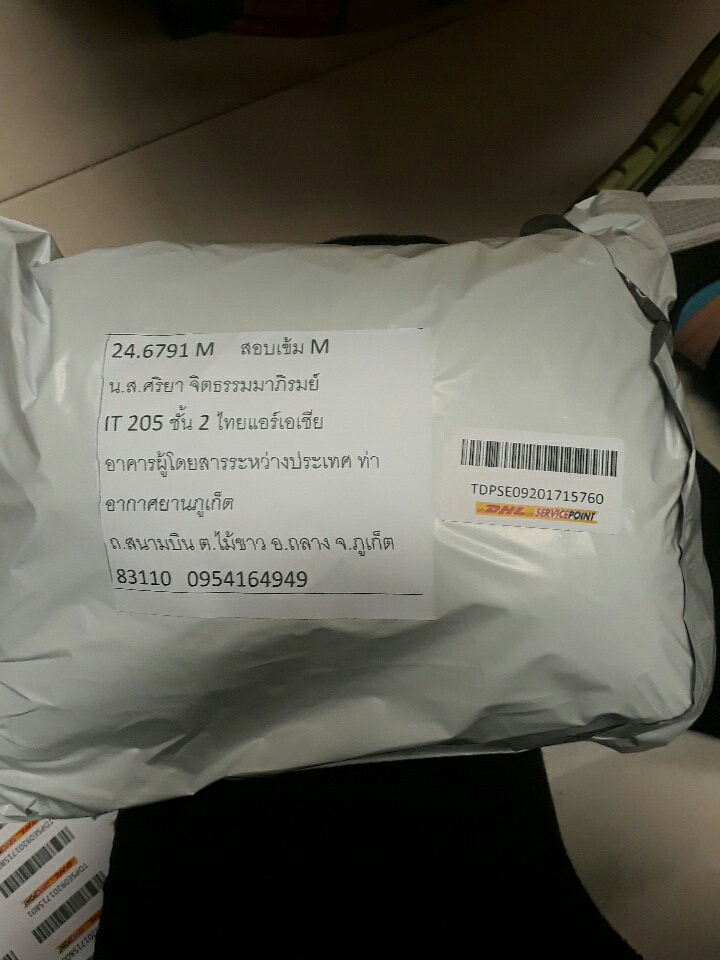 24.6791 M สอบเข้ม M
น.ส.ศริยา จิตธรรมมาภิรมย์
IT 205 ชั้น 2 ไทยแอร์เอเชีย
อาคารผู้โดยสารระหว่างประเทศ ท่า
อากาศยานภูเก็ต
ถ.สนามบิน ต.ไม้ขาว อ.ถลาง จ.ภูเก็ต
83110 0954164949
TDPSE09201715760
DHL SERVICEPOINT
TDPSE0920171580
TDPSE09201715801